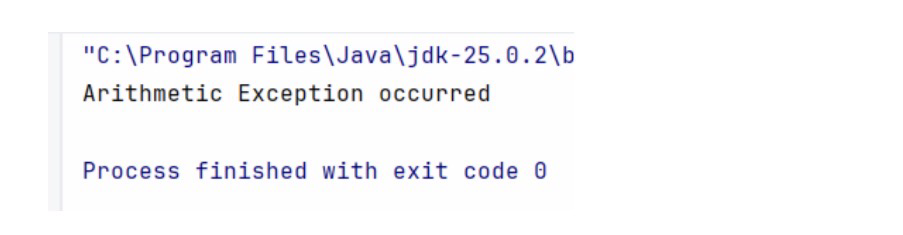 "C:\Program Files\Java\jdk-25.0.2\b
Arithmetic Exception occurred
Process finished with exit code 0